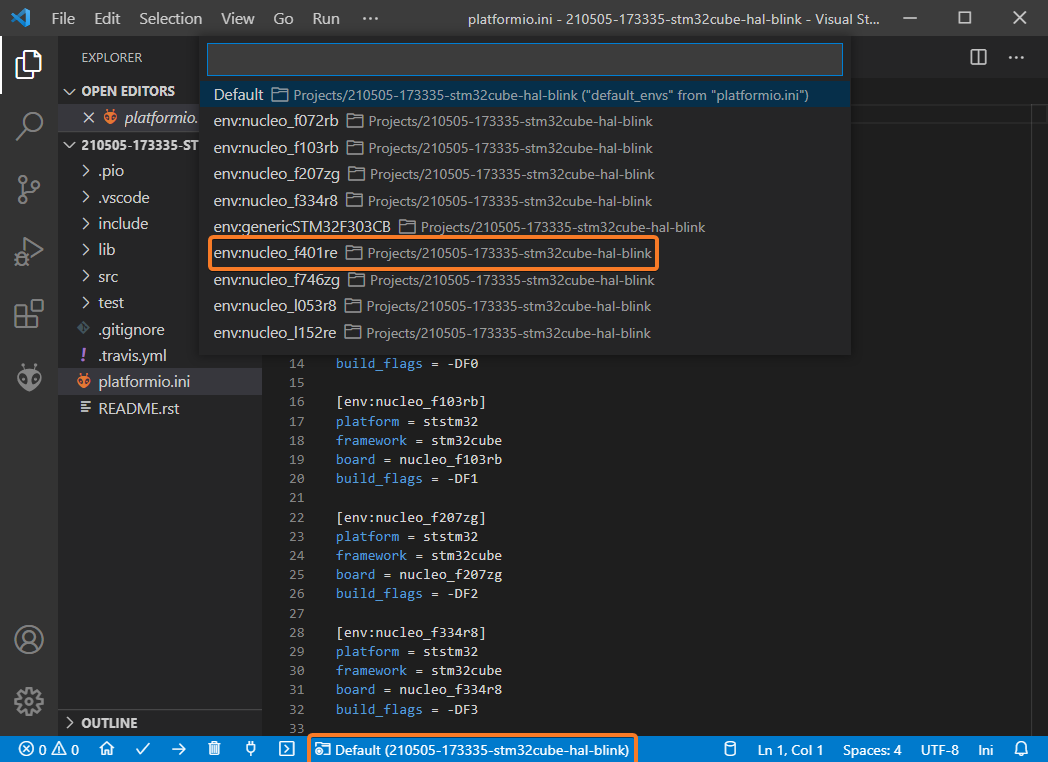 File Edit Selection View Go Run ··· platformio.ini - 210505-173335-stm32cube-hal-blink - Visual St...
EXPLORER
OPEN EDITORS
platformio.
210505-173335-ST
.pio
.vscode
include
lib
src
test
.gitignore
! .travis.yml
platformio.ini
README.rst
OUTLINE
Default Projects/210505-173335-stm32cube-hal-blink ("default_envs" from "platformio.ini")
env:nucleo_f072rb Projects/210505-173335-stm32cube-hal-blink
env:nucleo_f103rb Projects/210505-173335-stm32cube-hal-blink
env:nucleo_f207zg Projects/210505-173335-stm32cube-hal-blink
env:nucleo_f334r8 Projects/210505-173335-stm32cube-hal-blink
env:genericSTM32F303CB Projects/210505-173335-stm32cube-hal-blink
env:nucleo_f401re Projects/210505-173335-stm32cube-hal-blink
env:nucleo_f746zg Projects/210505-173335-stm32cube-hal-blink
env:nucleo_l053r8 Projects/210505-173335-stm32cube-hal-blink
env:nucleo_l152re Projects/210505-173335-stm32cube-hal-blink
14 build_flags = -DF0
15
16 [env:nucleo_f103rb]
17 platform = ststm32
18 framework = stm32cube
19 board = nucleo_f103rb
20 build_flags = -DF1
21
22 [env:nucleo_f207zg]
23 platform = ststm32
24 framework = stm32cube
25 board = nucleo_f207zg
26 build_flags = -DF2
27
28 [env:nucleo_f334r8]
29 platform = ststm32
30 framework = stm32cube
31 board = nucleo_f334r8
32 build_flags = -DF3
33
0 0 Default (210505-173335-stm32cube-hal-blink) Ln 1, Col 1 Spaces: 4 UTF-8 Ini